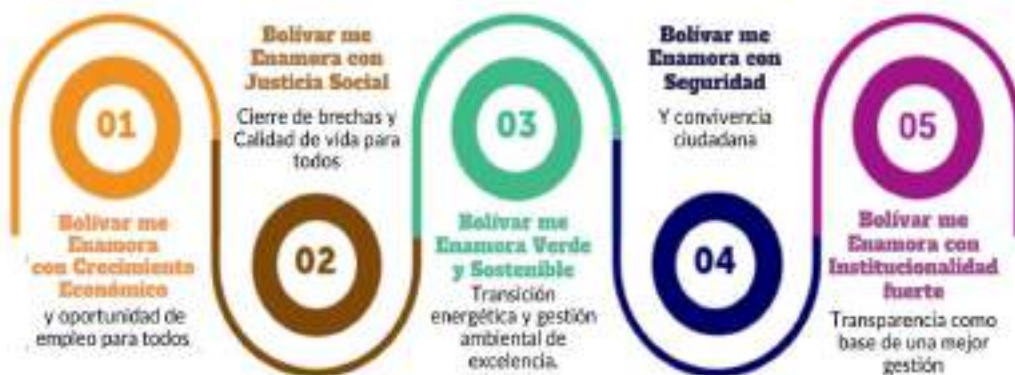 01
Bolívar me
Enamora
con Crecimiento
Económico
y oportunidad de
empleo para todos
Bolívar me
Enamora con
Justicia Social
Cierre de brechas y
Calidad de vida para
todos
02
03
Bolívar me
Enamora Verde
y Sostenible
Transición
energética y gestión
ambiental de
excelencia.
Bolívar me
Enamora con
Seguridad
Y convivencia
ciudadana
04
05
Bolívar me
Enamora con
Institucionalidad
fuerte
Transparencia como
base de una mejor
gestión